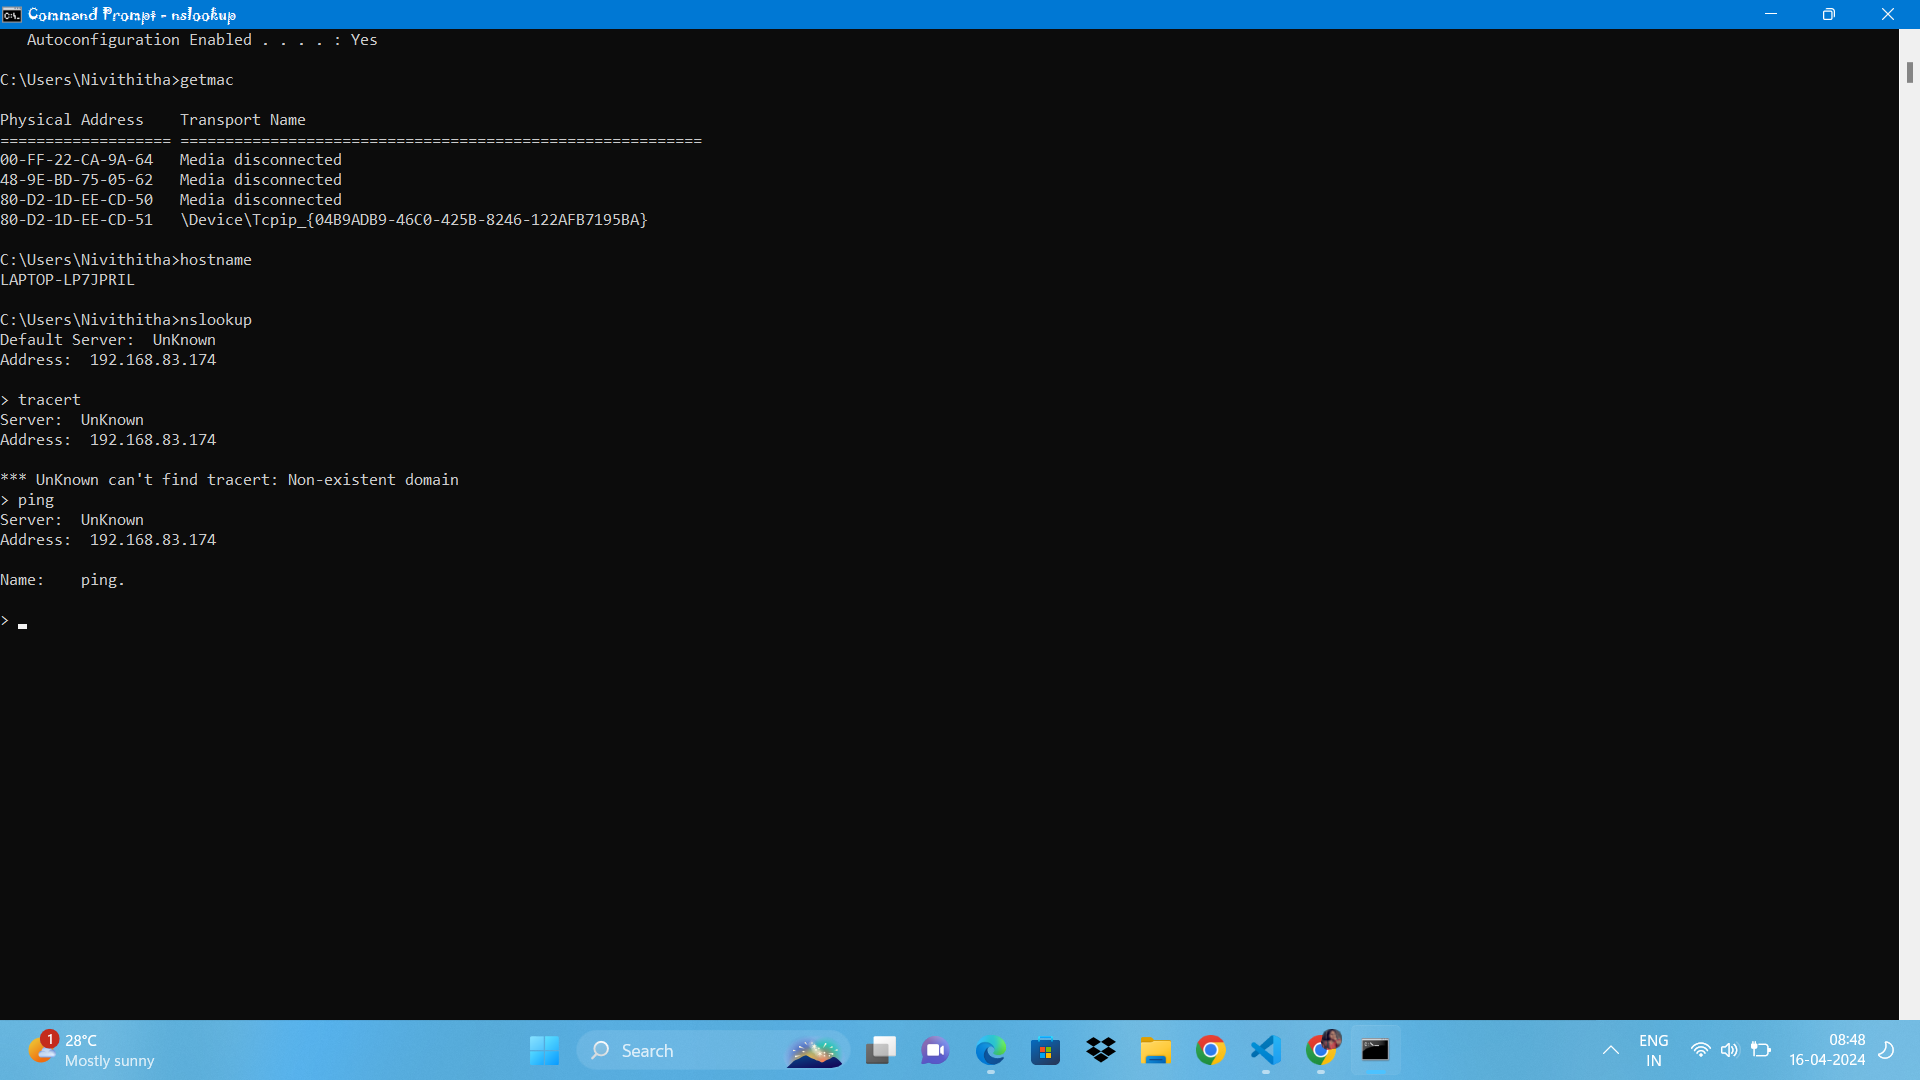 Command Prompt - nslookup
   Autoconfiguration Enabled . . . . : Yes
C:\Users\Nivithitha>getmac
Physical Address    Transport Name
=================== ==========================================================
00-FF-22-CA-9A-64   Media disconnected
48-9E-BD-75-05-62   Media disconnected
80-D2-1D-EE-CD-50   Media disconnected
80-D2-1D-EE-CD-51   \Device\Tcpip_{04B9ADB9-46C0-425B-8246-122AFB7195BA}
C:\Users\Nivithitha>hostname
LAPTOP-LP7JPRIL
C:\Users\Nivithitha>nslookup
Default Server:  UnKnown
Address:  192.168.83.174
> tracert
Server:  UnKnown
Address:  192.168.83.174
*** UnKnown can't find tracert: Non-existent domain
> ping
Server:  UnKnown
Address:  192.168.83.174
Name:    ping.
>
1
28°C
Mostly sunny
Search
ENG
IN
08:48
16-04-2024